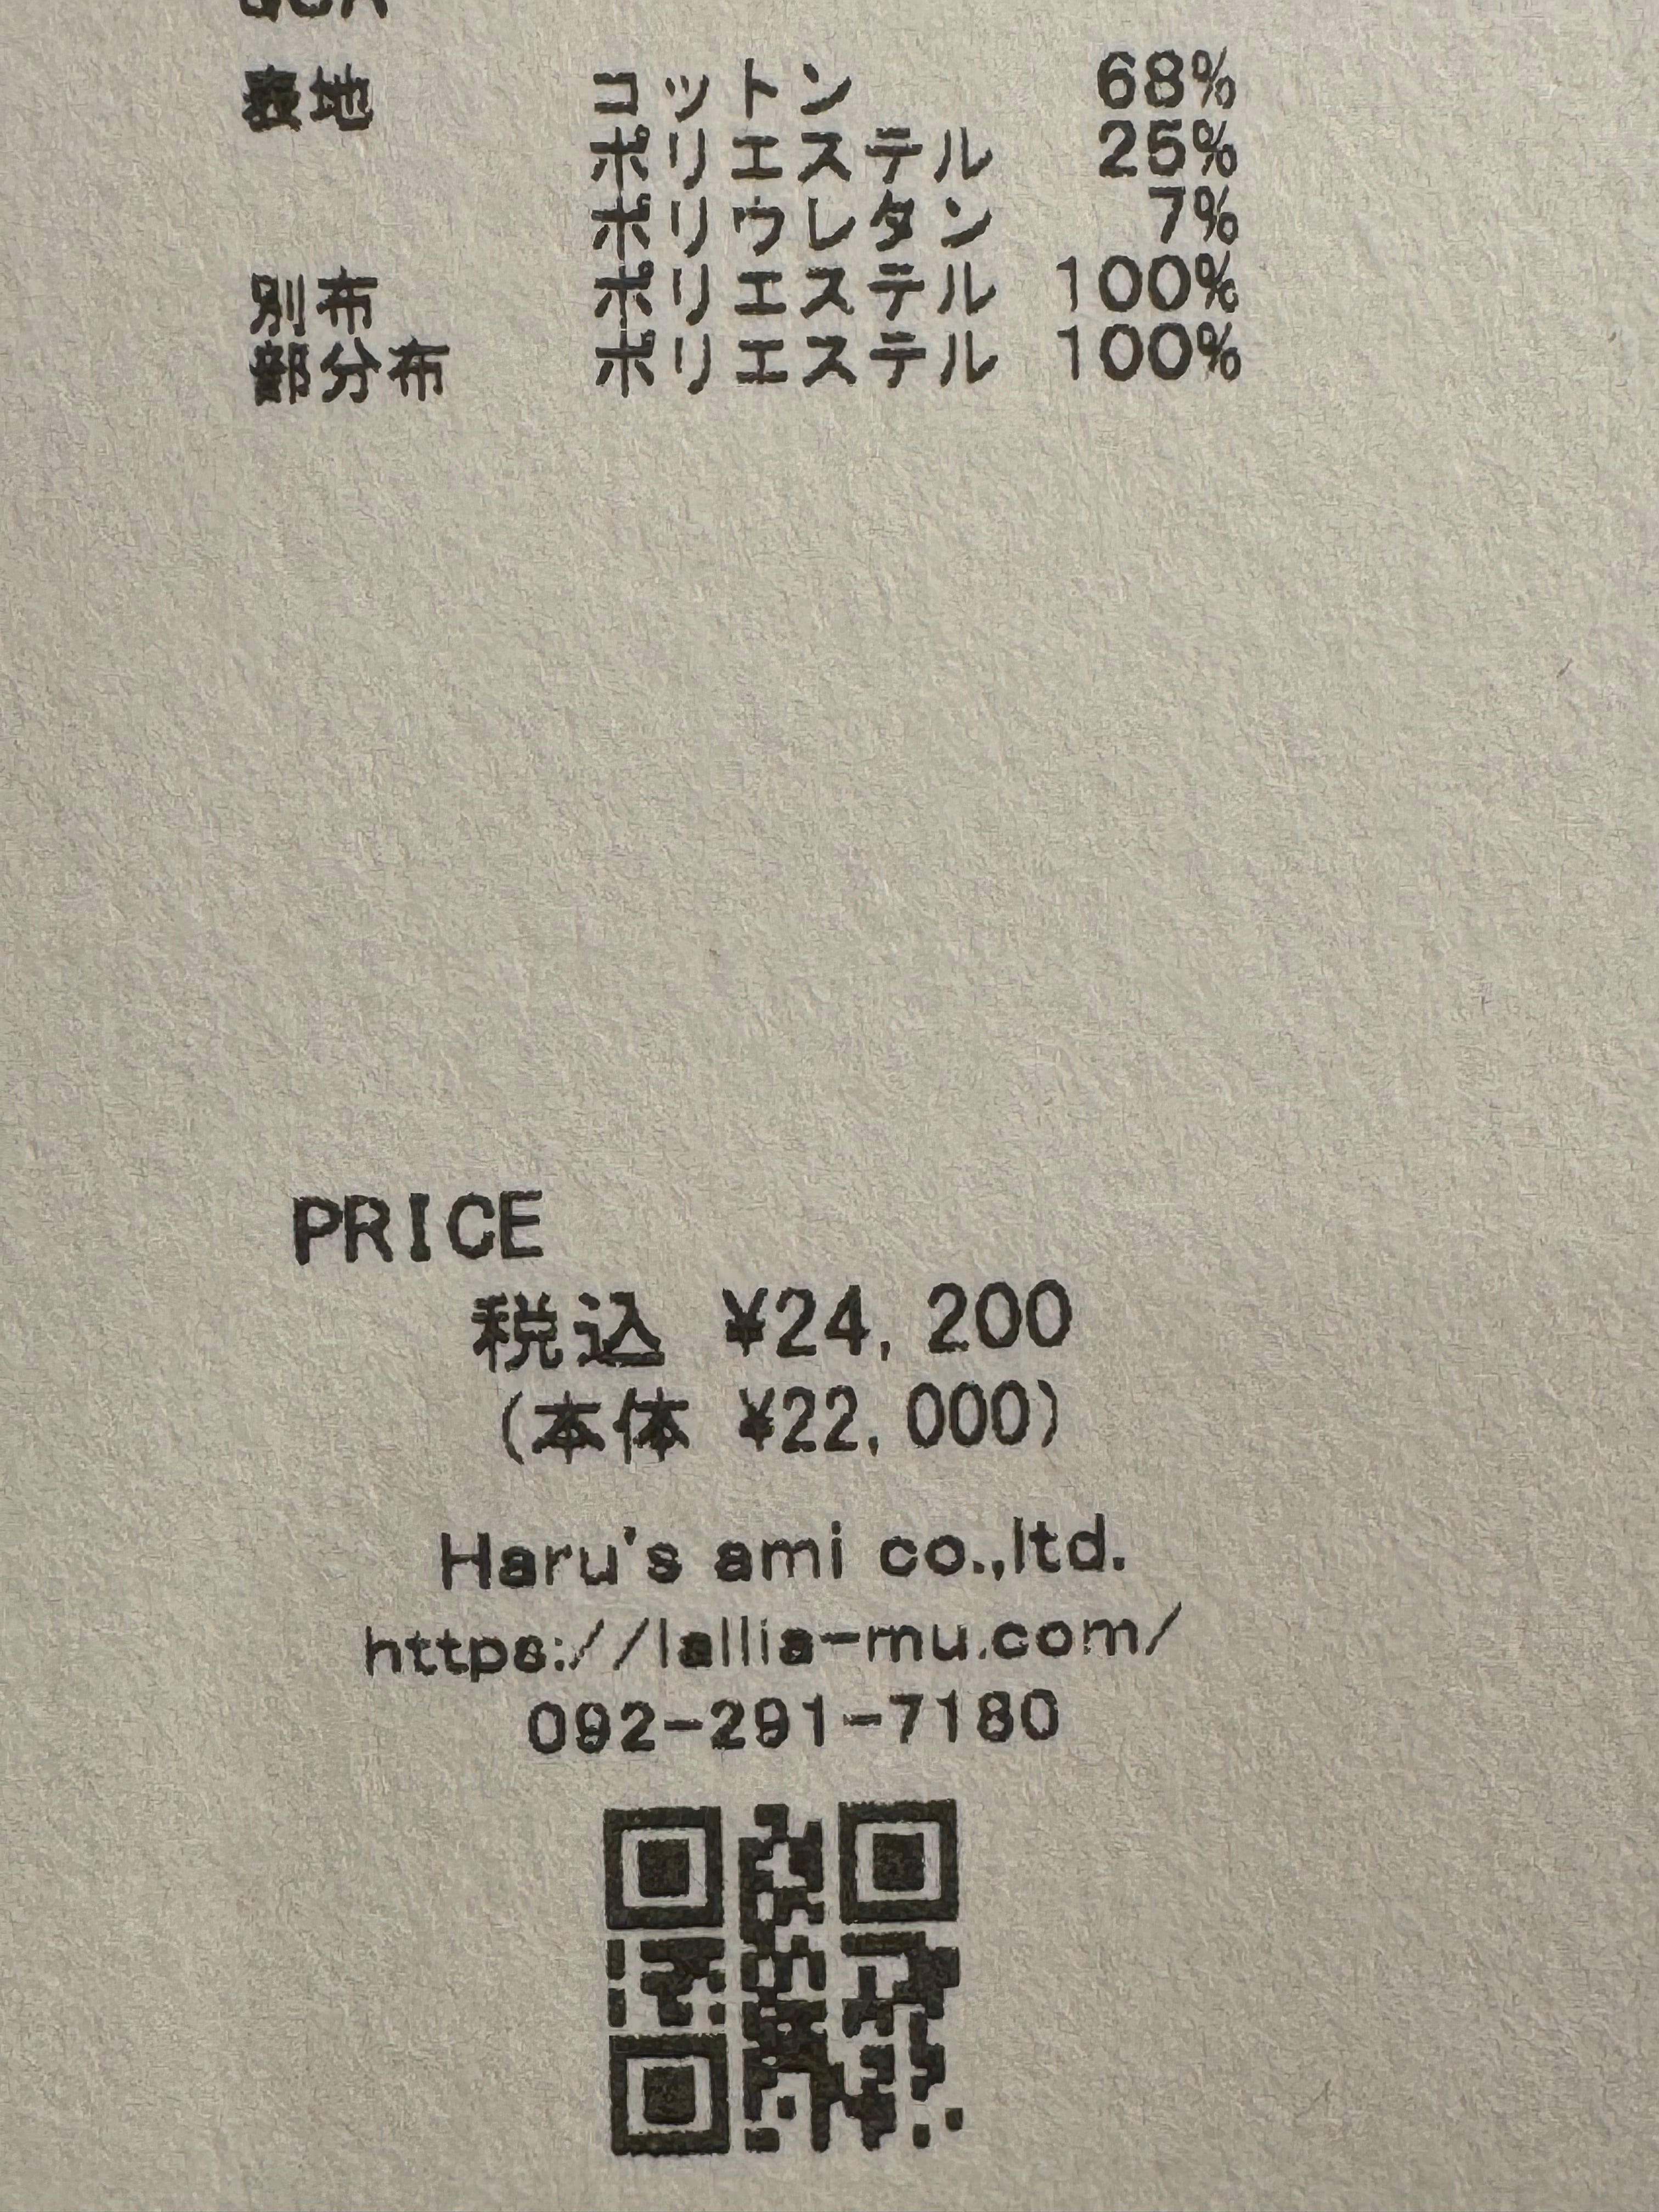 表地 コットン 68%
ポリエステル 25%
ポリウレタン 7%
別布 ポリエステル 100%
部分布 ポリエステル 100%
PRICE
税込 ¥24,200
(本体 ¥22,000)
Haru's ami co.,ltd.
https://lallia-mu.com/
092-291-7180